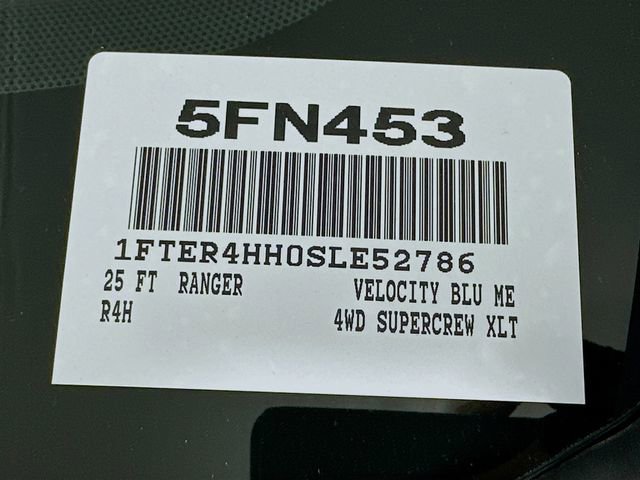 5FN453
1FTER4HH0SLE52786
25 FT RANGER VELOCITY BLU ME
R4H 4WD SUPERCREW XLT